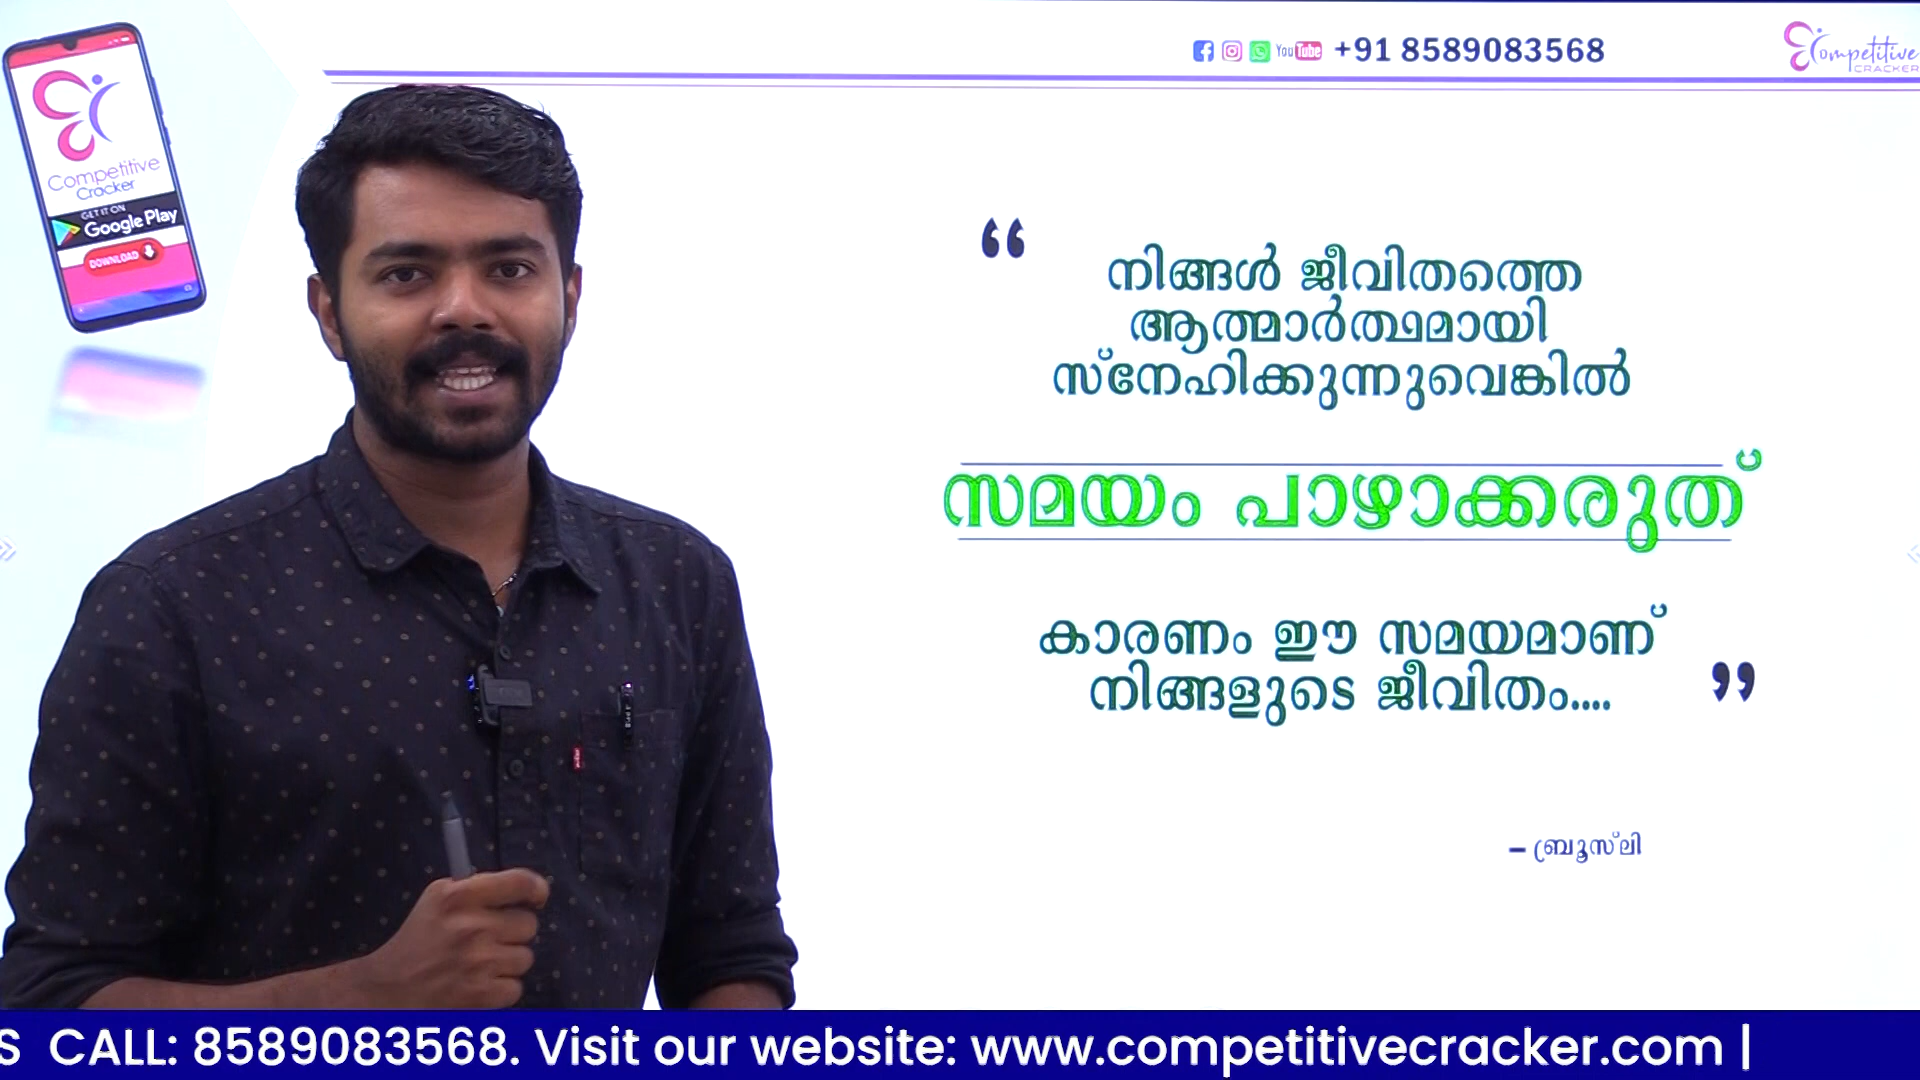 Competitive
Cracker
GET IT ON
Google Play
DOWNLOAD
YouTube +91 8589083568
Competitive
CRACKER
“ നിങ്ങൾ ജീവിതത്തെ
ആത്മാർത്ഥമായി
സ്നേഹിക്കുന്നുവെങ്കിൽ
സമയം പാഴാക്കരുത്
കാരണം ഈ സമയമാണ്
നിങ്ങളുടെ ജീവിതം.... ”
– ബ്രൂസ്‌ലി
S CALL: 8589083568. Visit our website: www.competitivecracker.com |